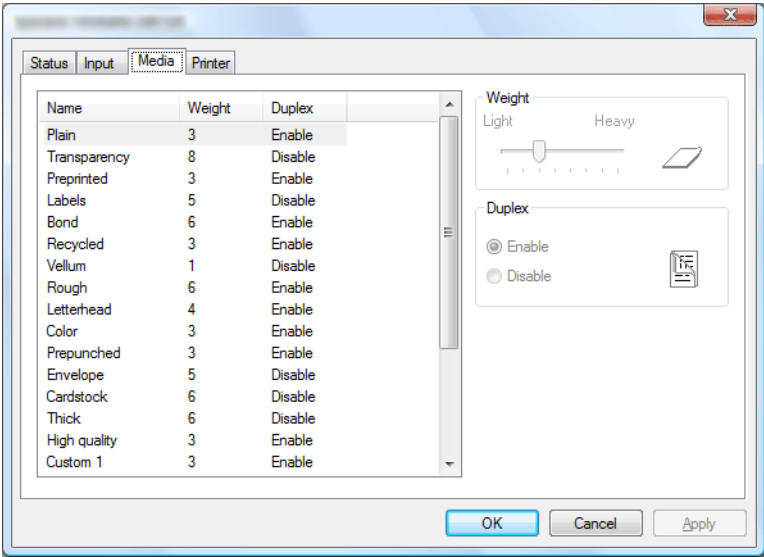 Status Input Media Printer
Name Weight Duplex
Plain 3 Enable
Transparency 8 Disable
Preprinted 3 Enable
Labels 5 Disable
Bond 6 Enable
Recycled 3 Enable
Vellum 1 Disable
Rough 6 Enable
Letterhead 4 Enable
Color 3 Enable
Prepunched 3 Enable
Envelope 5 Disable
Cardstock 6 Disable
Thick 6 Disable
High quality 3 Enable
Custom 1 3 Enable
Weight
Light Heavy
Duplex
Enable
Disable
OK Cancel Apply